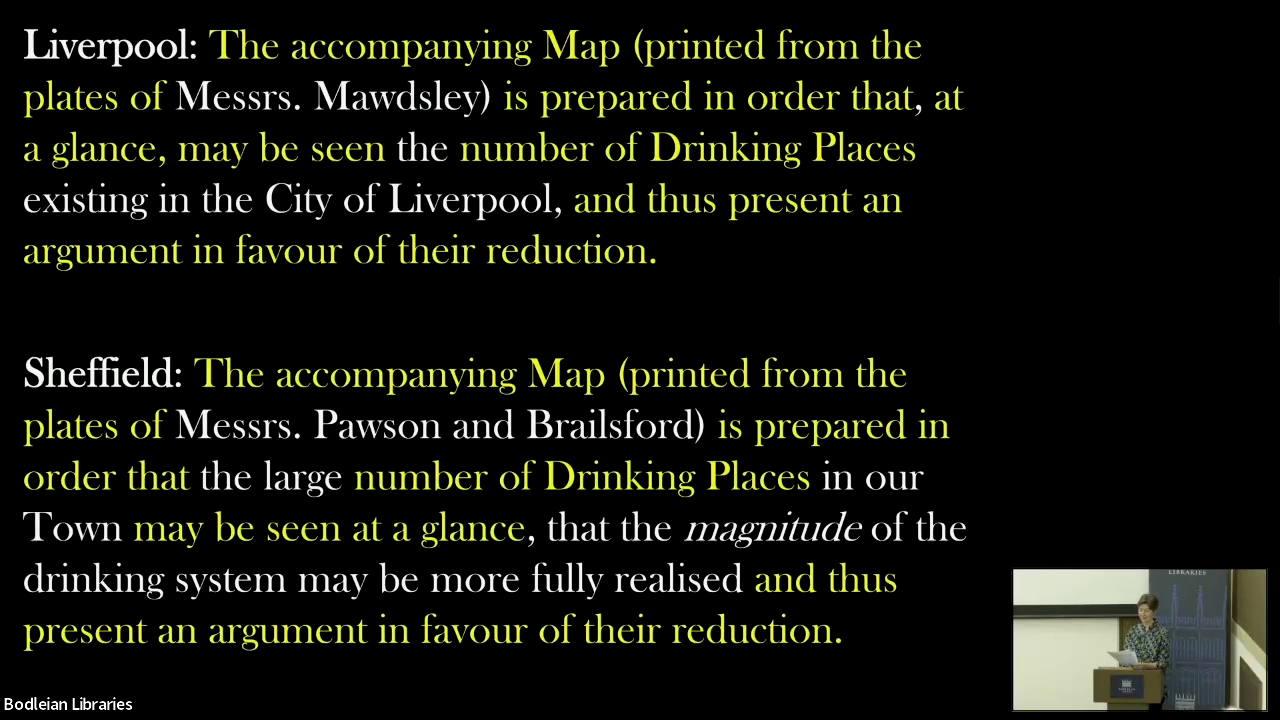 Liverpool: The accompanying Map (printed from the
plates of Messrs. Mawdsley) is prepared in order that, at
a glance, may be seen the number of Drinking Places
existing in the City of Liverpool, and thus present an
argument in favour of their reduction.
Sheffield: The accompanying Map (printed from the
plates of Messrs. Pawson and Brailsford) is prepared in
order that the large number of Drinking Places in our
Town may be seen at a glance, that the magnitude of the
drinking system may be more fully realised and thus
present an argument in favour of their reduction.
LIBRARIES
Bodleian Libraries